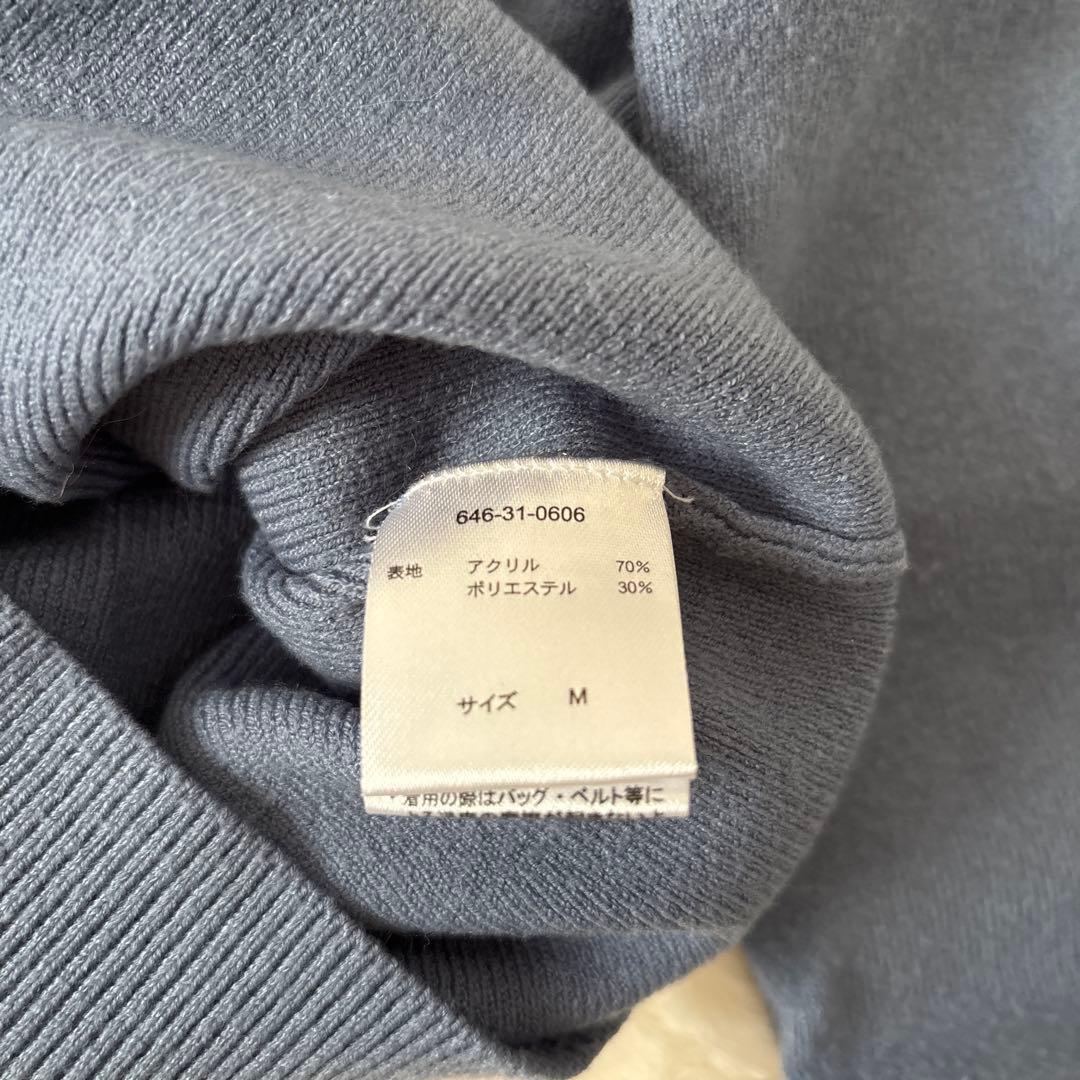 646-31-0606
表地 アクリル 70%
ポリエステル 30%
サイズ M
・着用の際はバッグ・ベルト等に